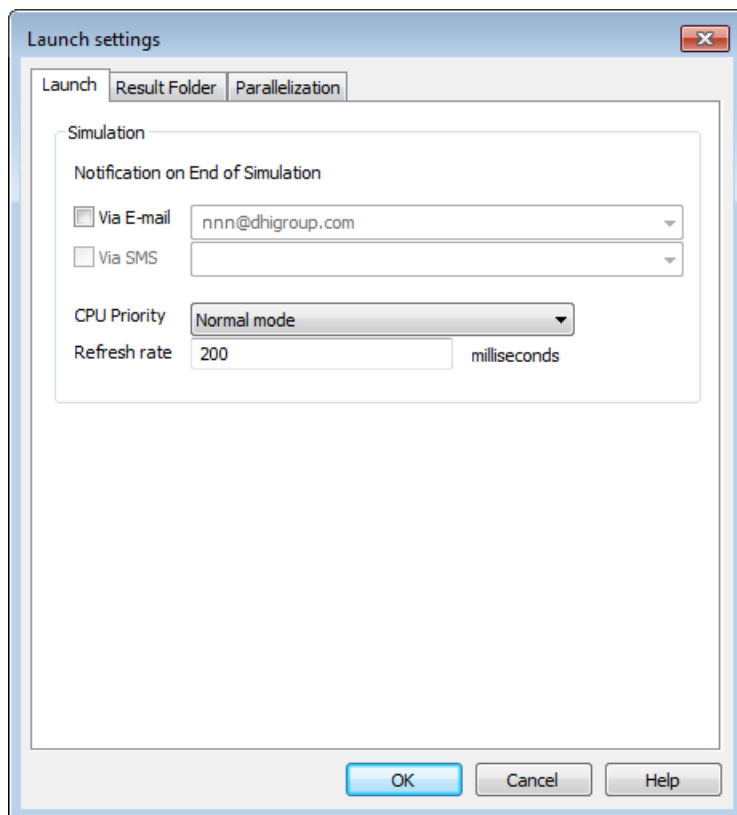 Launch settings
Launch Result Folder Parallelization
Simulation
Notification on End of Simulation
Via E-mail nnn@dhigroup.com
Via SMS
CPU Priority Normal mode
Refresh rate 200 milliseconds
OK Cancel Help